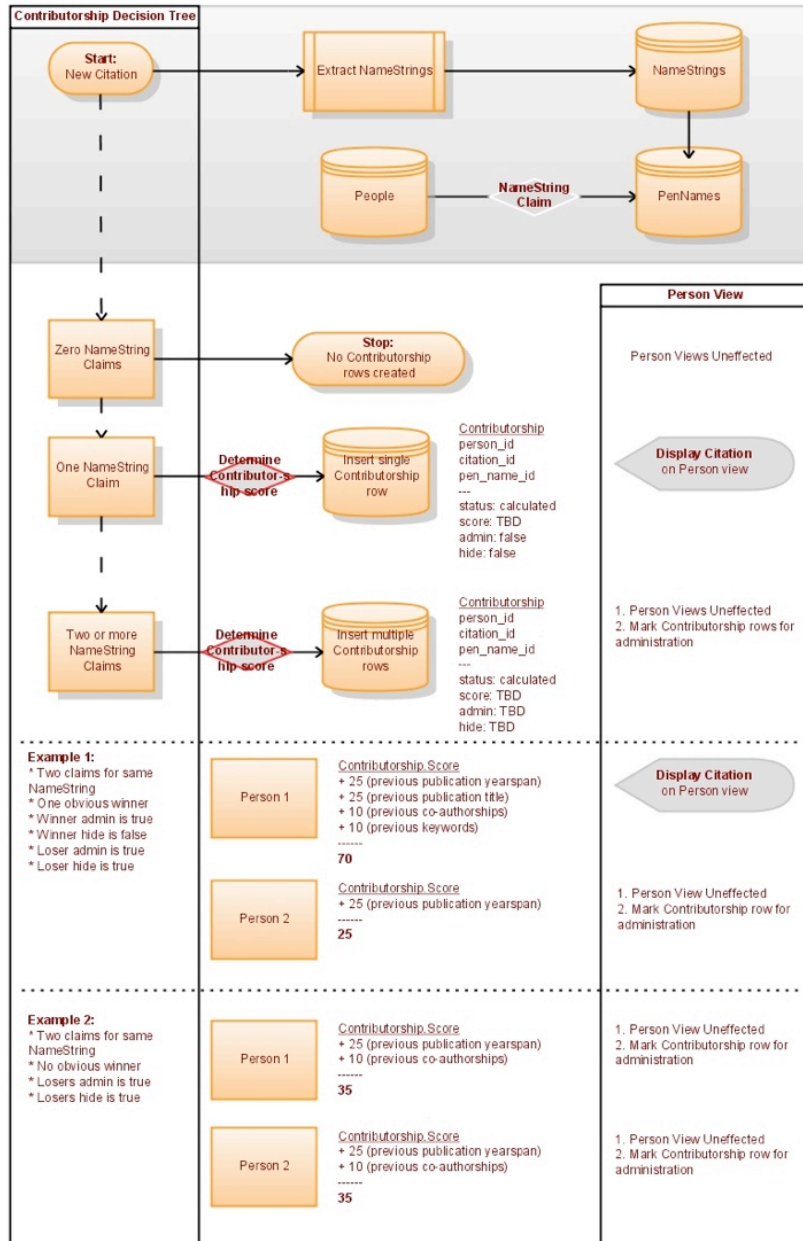 Contributorship Decision Tree
Start:
New Citation
Extract NameStrings
NameStrings
People
NameString
Claim
PenNames
Person View
Zero NameString
Claims
Stop:
No Contributorship
rows created
Person Views Uneffected
One NameString
Claim
Determine
Contributor-s
hip score
Insert single
Contributorship
row
Contributorship
person_id
citation_id
pen_name_id
---
status: calculated
score: TBD
admin: false
hide: false
Display Citation
on Person view
Two or more
NameString
Claims
Determine
Contributor-s
hip score
Insert multiple
Contributorship
rows
Contributorship
person_id
citation_id
pen_name_id
---
status: calculated
score: TBD
admin: TBD
hide: TBD
1. Person Views Uneffected
2. Mark Contributorship rows for
administration
Example 1:
* Two claims for same
NameString
* One obvious winner
* Winner admin is true
* Winner hide is false
* Loser admin is true
* Loser hide is true
Person 1
Contributorship.Score
+ 25 (previous publication yearspan)
+ 25 (previous publication title)
+ 10 (previous co-authorships)
+ 10 (previous keywords)
------
70
Display Citation
on Person view
Person 2
Contributorship.Score
+ 25 (previous publication yearspan)
------
25
1. Person View Uneffected
2. Mark Contributorship row for
administration
Example 2:
* Two claims for same
NameString
* No obvious winner
* Losers admin is true
* Losers hide is true
Person 1
Contributorship.Score
+ 25 (previous publication yearspan)
+ 10 (previous co-authorships)
------
35
1. Person View Uneffected
2. Mark Contributorship row for
administration
Person 2
Contributorship.Score
+ 25 (previous publication yearspan)
+ 10 (previous co-authorships)
------
35
1. Person View Uneffected
2. Mark Contributorship row for
administration